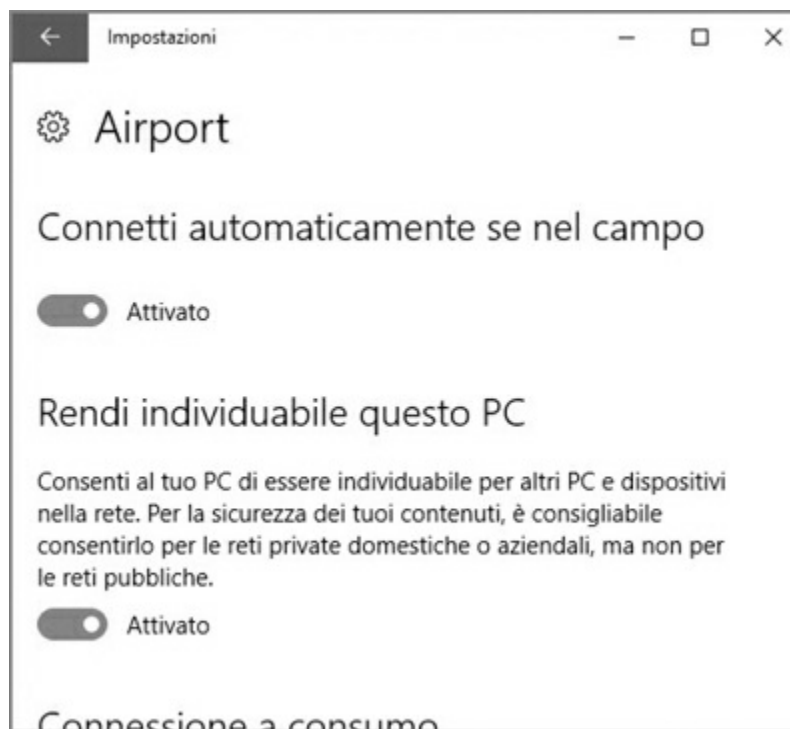 Impostazioni
Airport
Connetti automaticamente se nel campo
Attivato
Rendi individuabile questo PC
Consenti al tuo PC di essere individuabile per altri PC e dispositivi
nella rete. Per la sicurezza dei tuoi contenuti, è consigliabile
consentirlo per le reti private domestiche o aziendali, ma non per
le reti pubbliche.
Attivato
Connessione a consumo